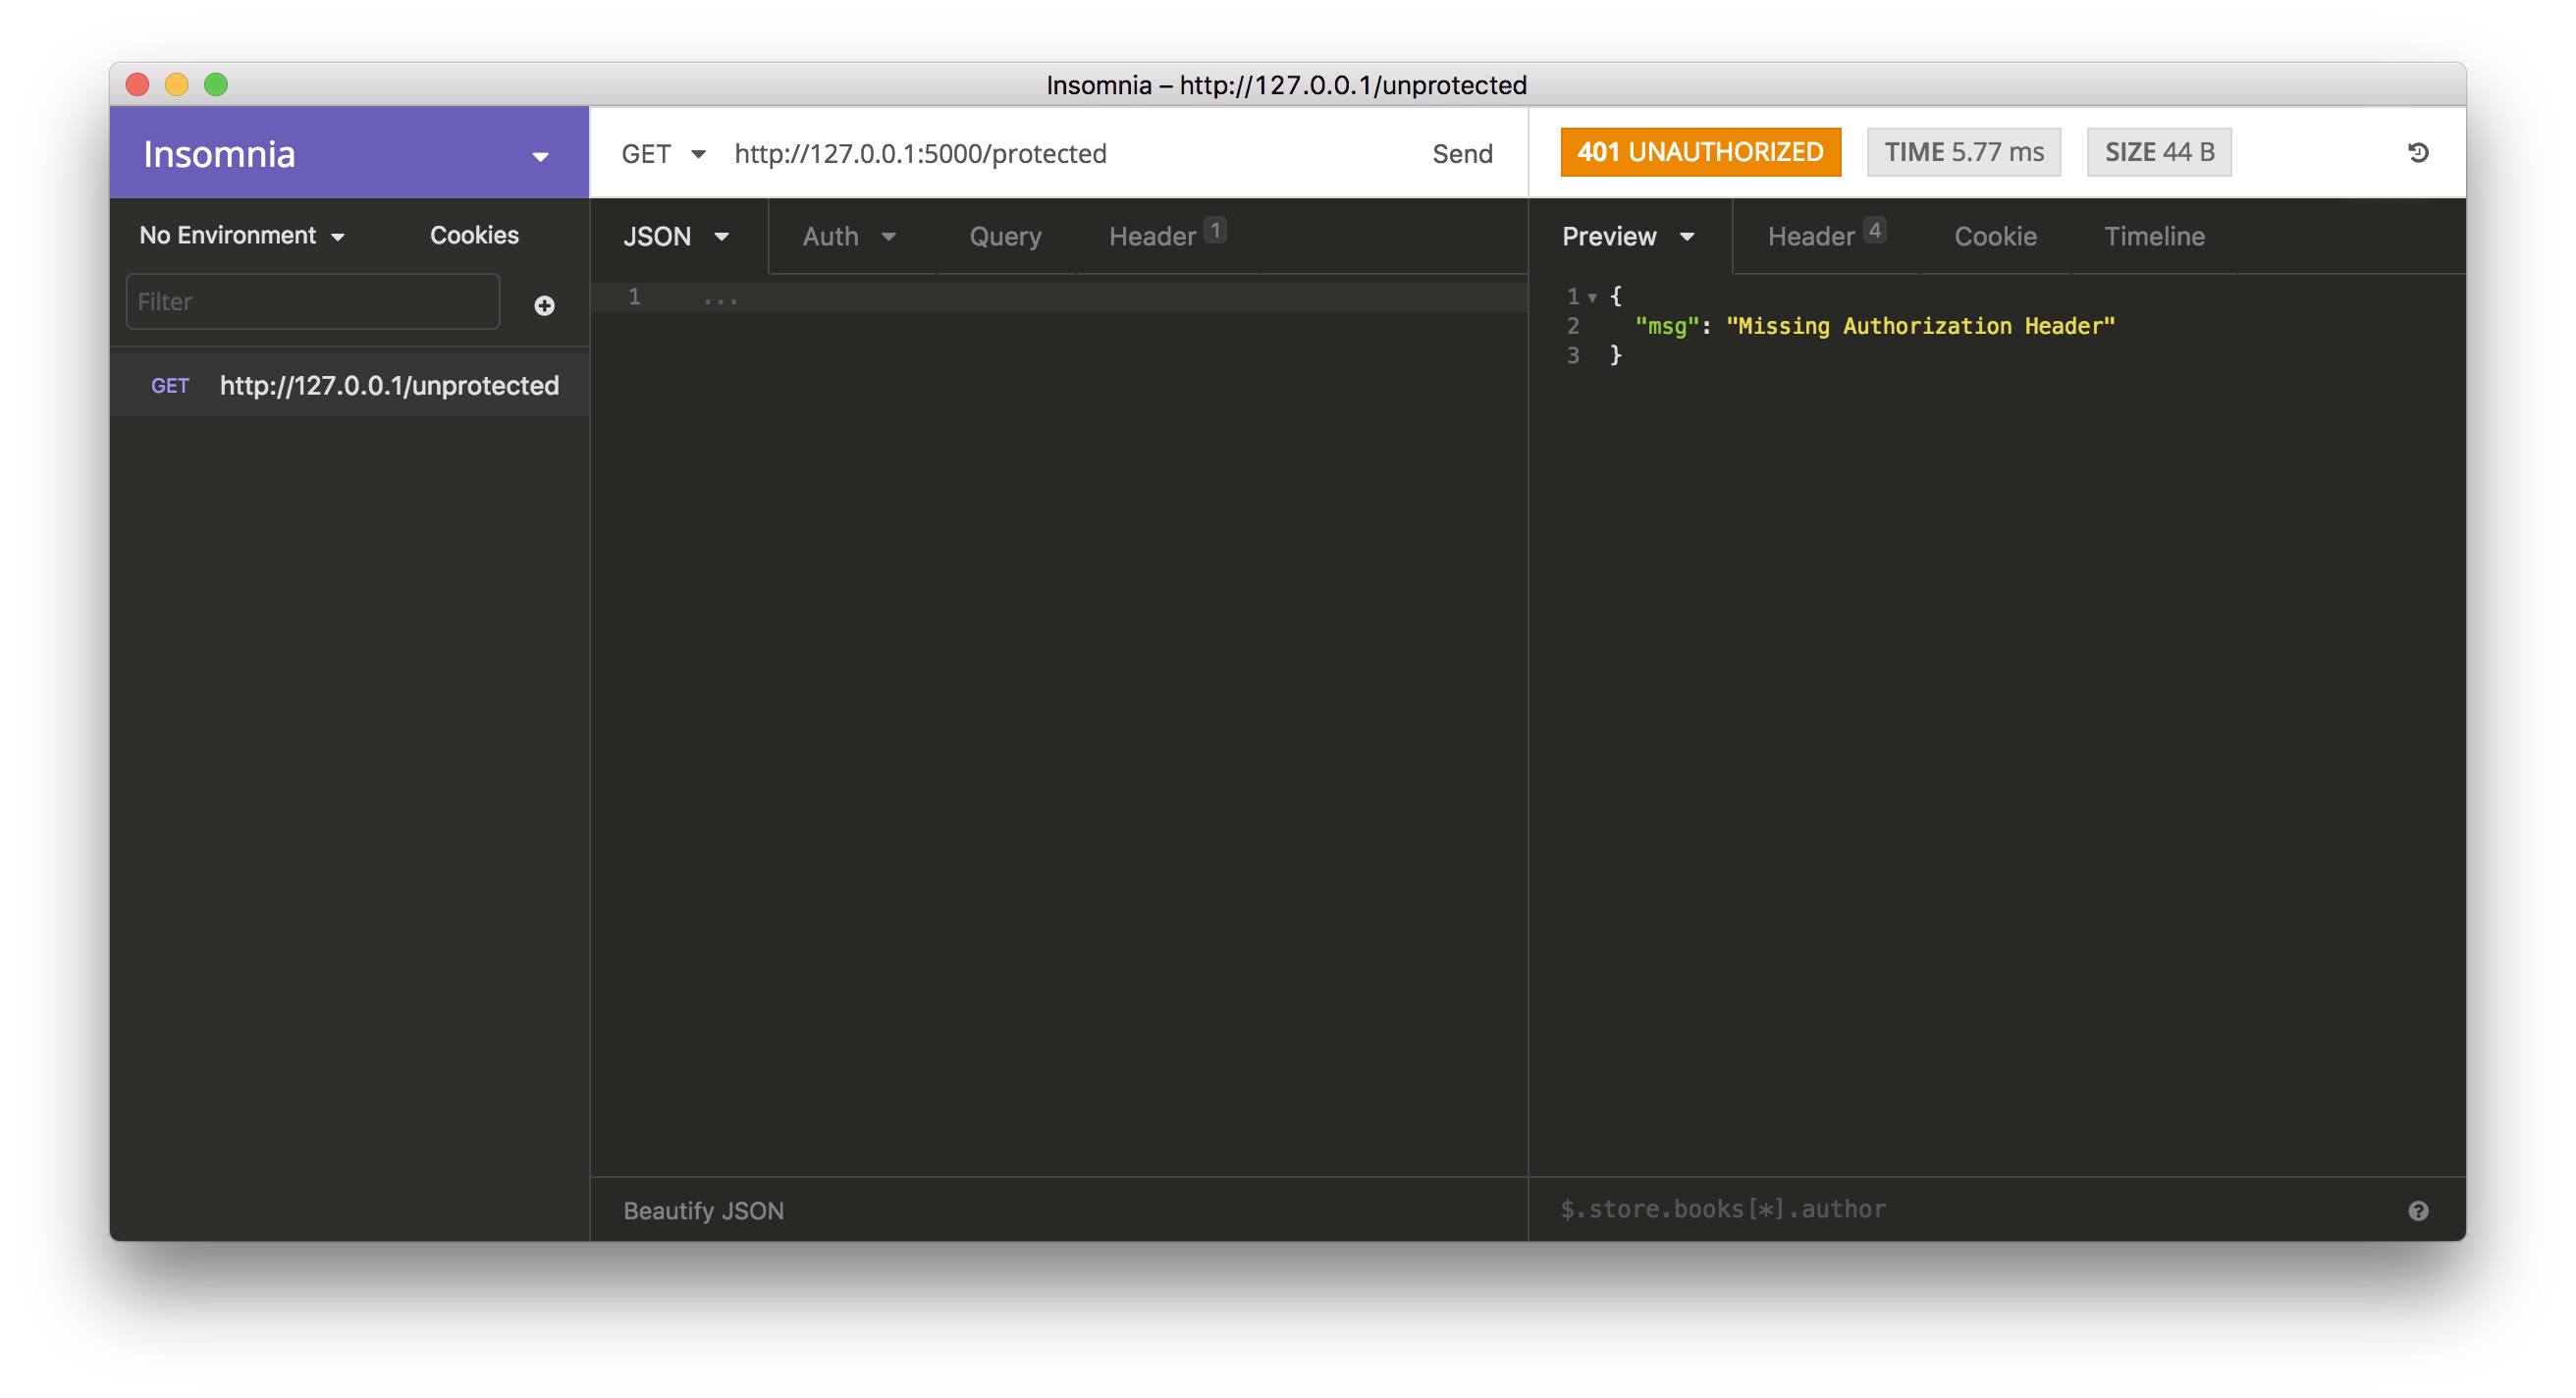 Insomnia – http://127.0.0.1/unprotected
Insomnia
GET http://127.0.0.1:5000/protected Send
401 UNAUTHORIZED TIME 5.77 ms SIZE 44 B
No Environment Cookies
JSON Auth Query Header 1
Preview Header 4 Cookie Timeline
Filter
GET http://127.0.0.1/unprotected
1 ...
1 {
2 "msg": "Missing Authorization Header"
3 }
Beautify JSON
$.store.books[*].author